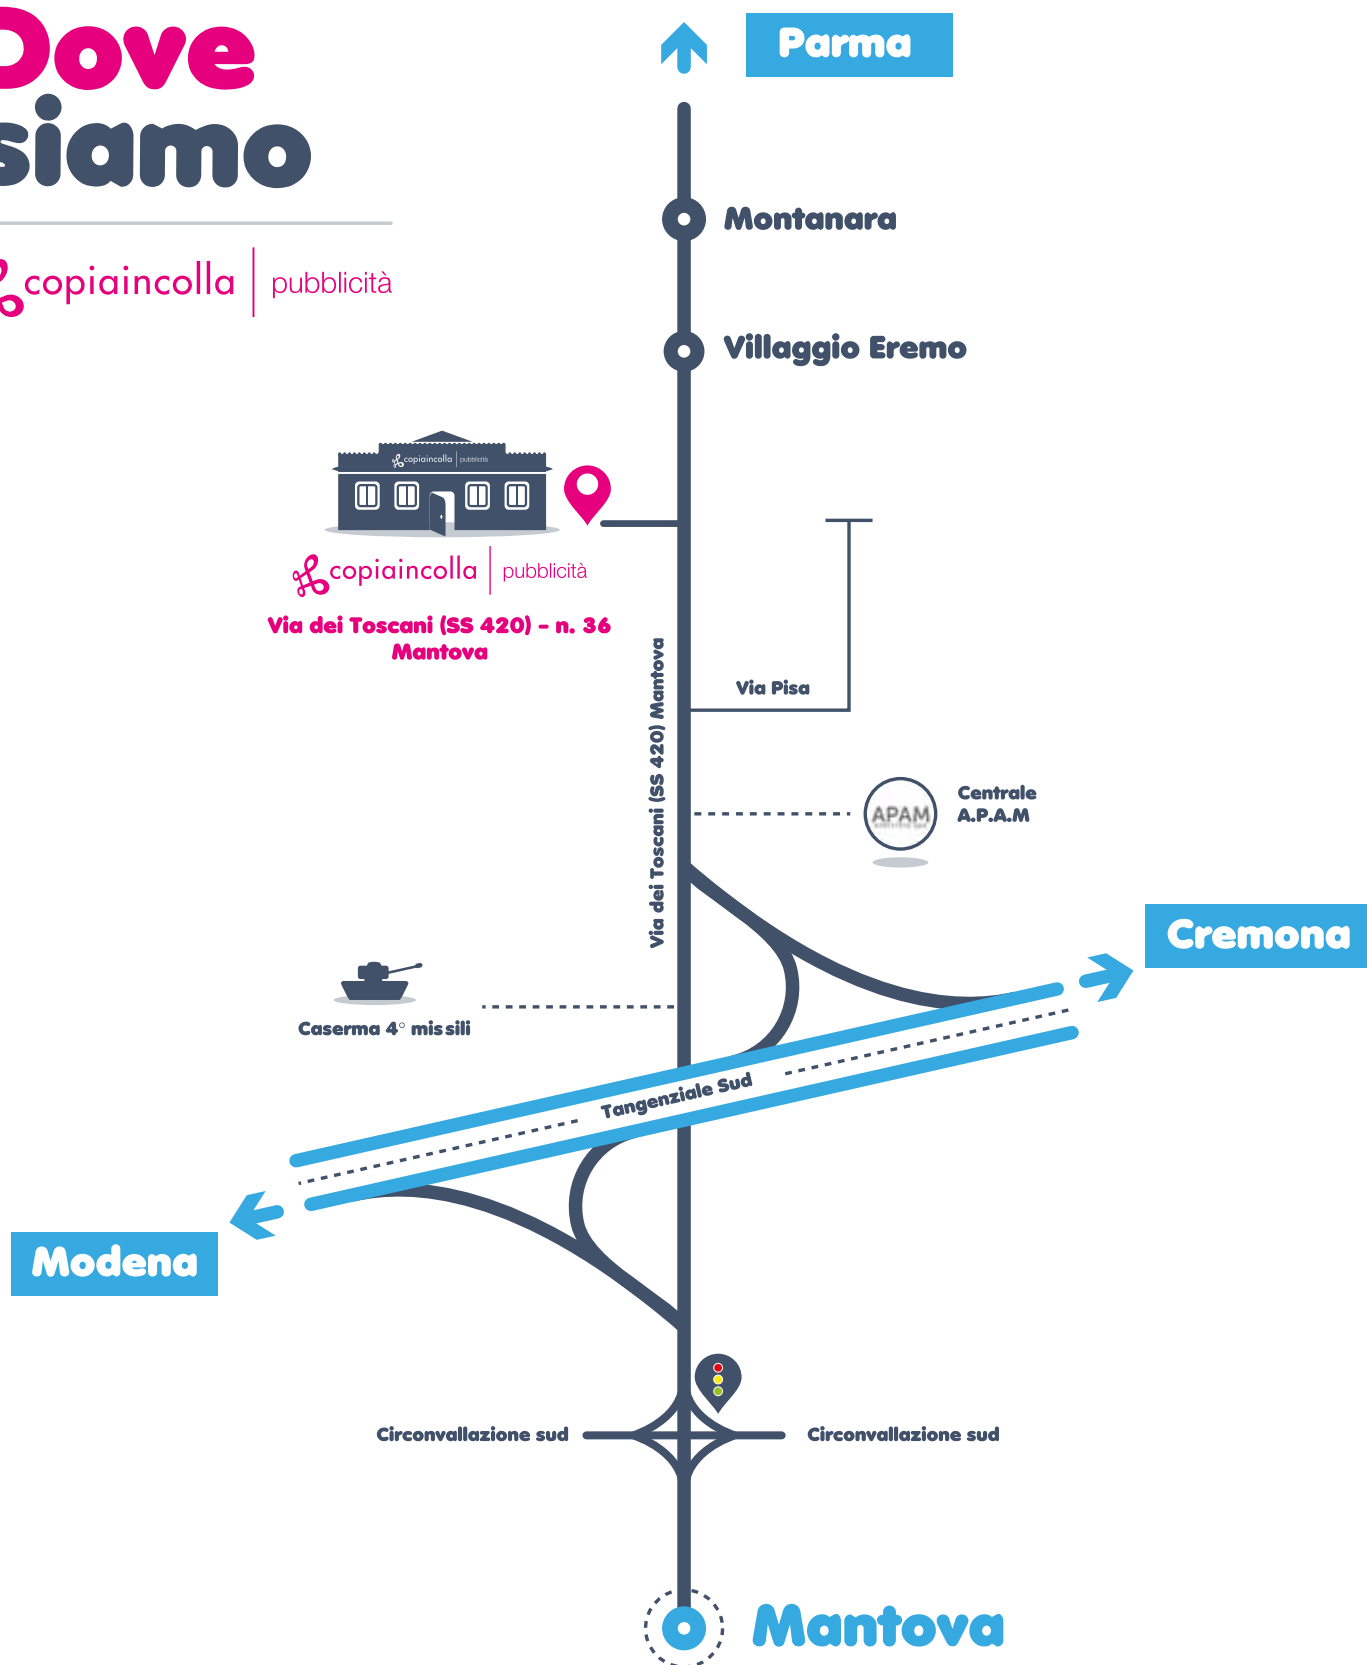 Dove
siamo
copiaincolla | pubblicità
Parma
Montanara
Villaggio Eremo
copiaincolla | pubblicità
copiaincolla | pubblicità
Via dei Toscani (SS 420) - n. 36
Mantova
Via dei Toscani (SS 420) Mantova
Via Pisa
APAM
Centrale
A.P.A.M
Cremona
Caserma 4° missili
Tangenziale Sud
Modena
Circonvallazione sud
Circonvallazione sud
Mantova